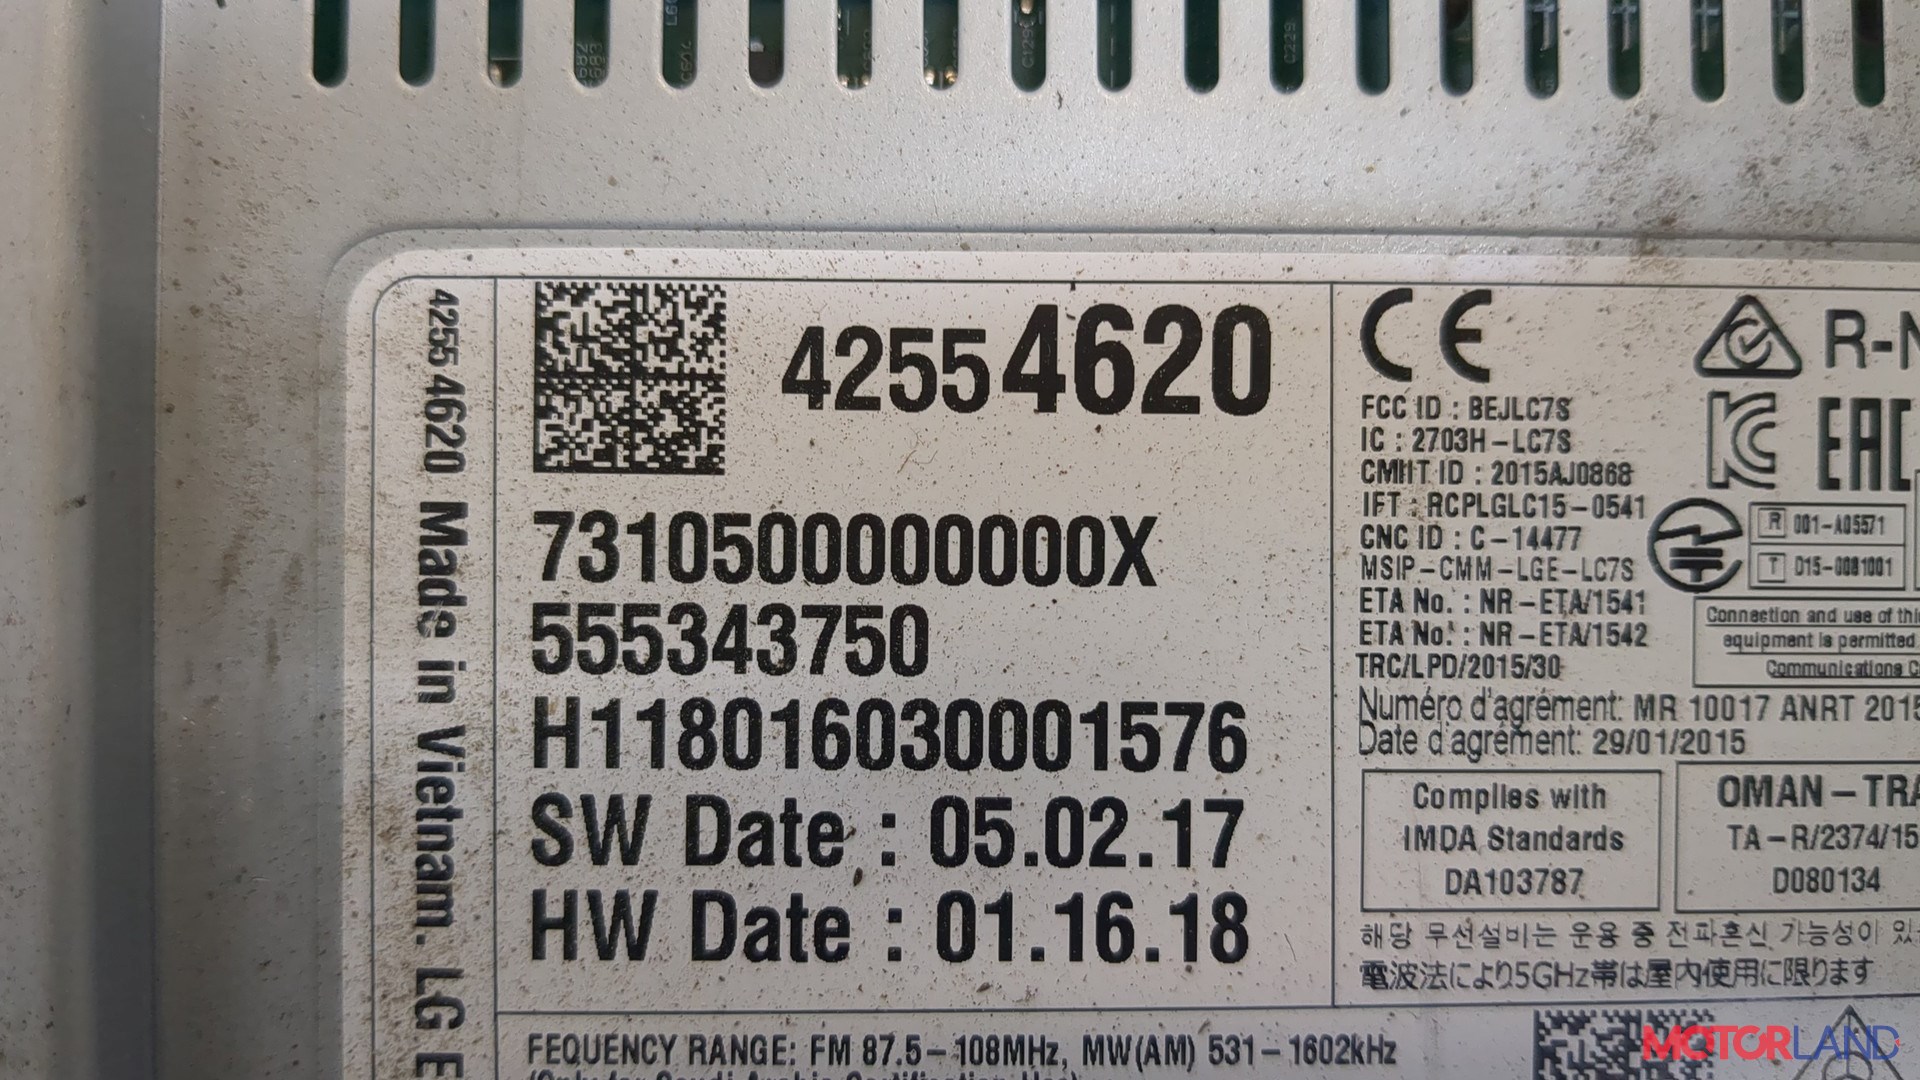 42554620 Made in Vietnam. LG E
42554620
7310500000000X
555343750
H118016030001576
SW Date : 05.02.17
HW Date : 01.16.18
FEQUENCY RANGE: FM 87.5-108MHz, MW(AM) 531-1602kHz
CE
FCC ID : BEJLC7S
IC : 2703H-LC7S
CMIIT ID : 2015AJ0868
IFT : RCPLGLC15-0541
CNC ID : C-14477
MSIP-CMM-LGE-LC7S
ETA No. : NR-ETA/1541
ETA No. : NR-ETA/1542
TRC/LPD/2015/30
Numéro d'agrément: MR 10017 ANRT 2015
Date d'agrément: 29/01/2015
R-N
EAC
R 001-A05571
T D15-0081001
Connection and use of this
equipment is permitted
Communications C
Complies with
IMDA Standards
DA103787
OMAN-TRA
TA-R/2374/15
D080134
해당 무선설비는 운용 중 전파혼신 가능성이 있
電波法により5GHz帯は屋内使用に限ります
MOTORLAND